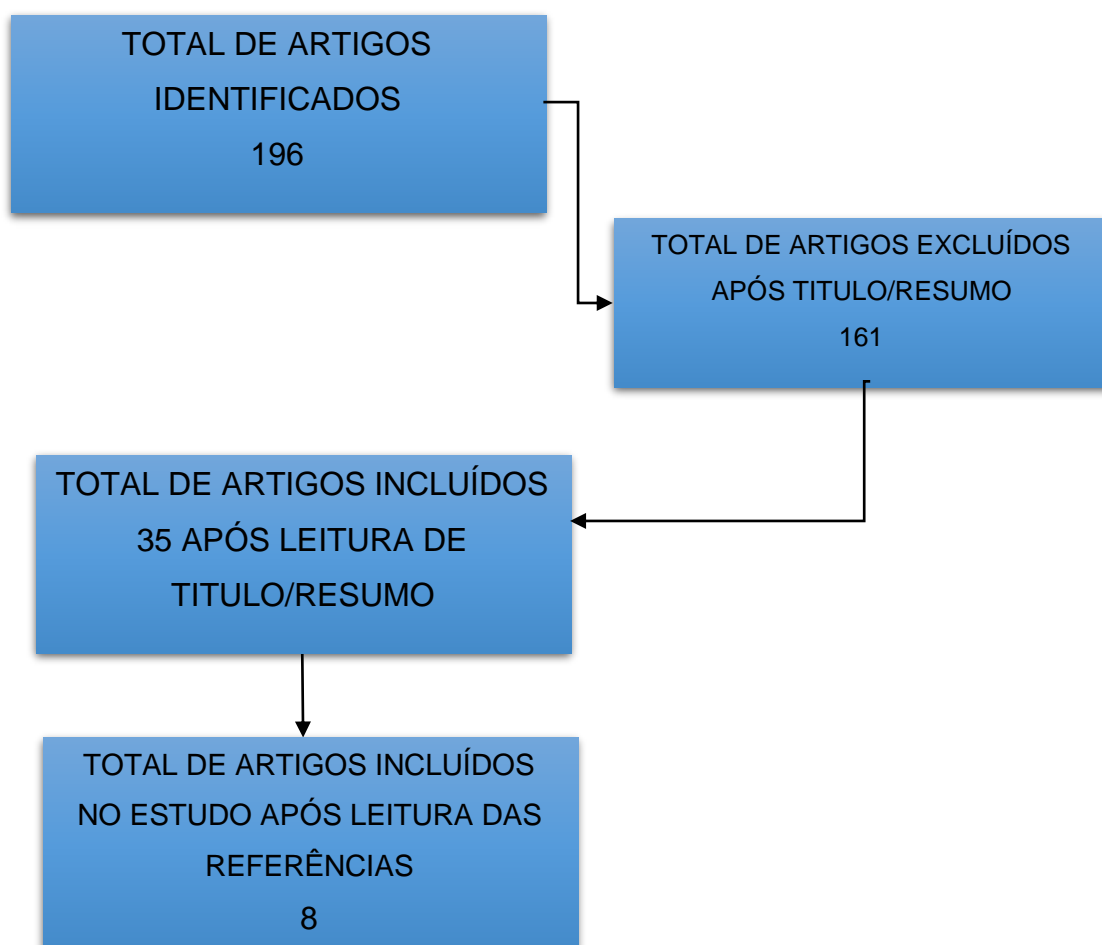 TOTAL DE ARTIGOS
IDENTIFICADOS
196
TOTAL DE ARTIGOS EXCLUÍDOS
APÓS TITULO/RESUMO
161
TOTAL DE ARTIGOS INCLUÍDOS
35 APÓS LEITURA DE
TITULO/RESUMO
TOTAL DE ARTIGOS INCLUÍDOS
NO ESTUDO APÓS LEITURA DAS
REFERÊNCIAS
8